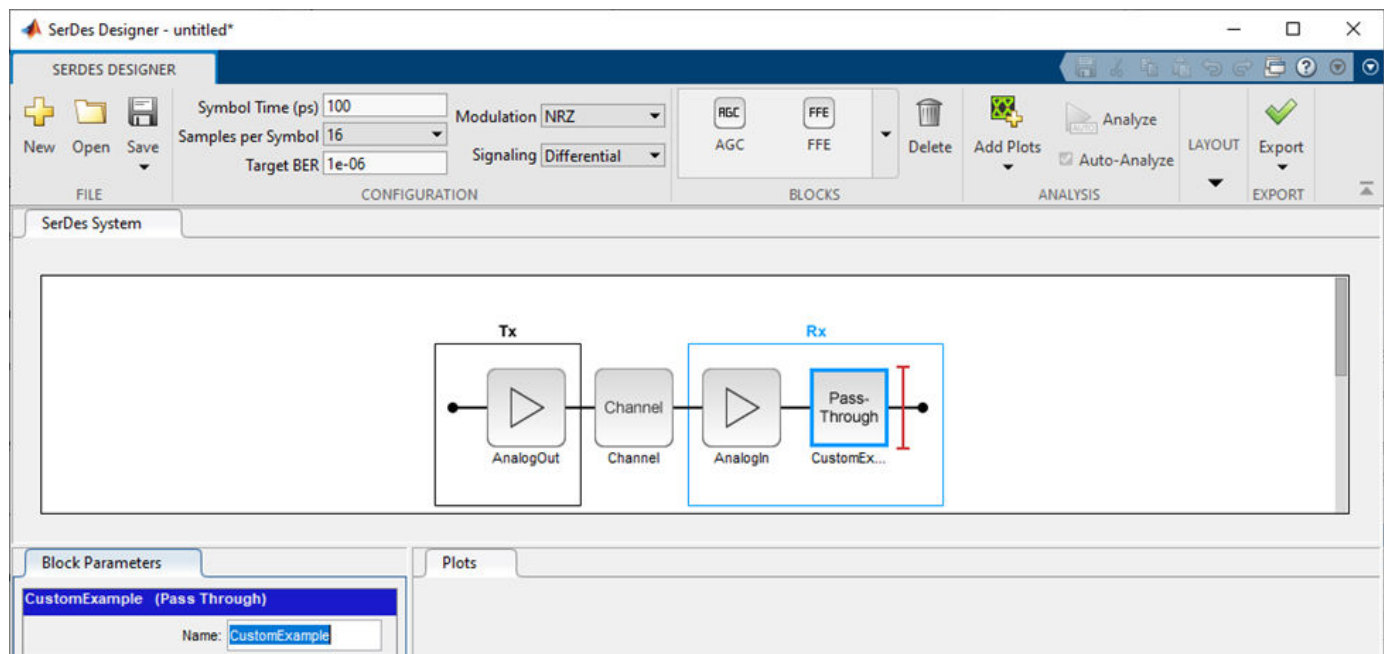 SerDes Designer - untitled*
SERDES DESIGNER
New
Open
Save
FILE
Symbol Time (ps) 100
Samples per Symbol 16
Target BER 1e-06
Modulation NRZ
Signaling Differential
CONFIGURATION
AGC
AGC
FFE
FFE
BLOCKS
Delete
Add Plots
AUTO
Analyze
Auto-Analyze
ANALYSIS
LAYOUT
Export
EXPORT
SerDes System
Tx
Rx
Channel
Pass-
Through
AnalogOut
Channel
AnalogIn
CustomEx...
Block Parameters
Plots
CustomExample (Pass Through)
Name: CustomExample